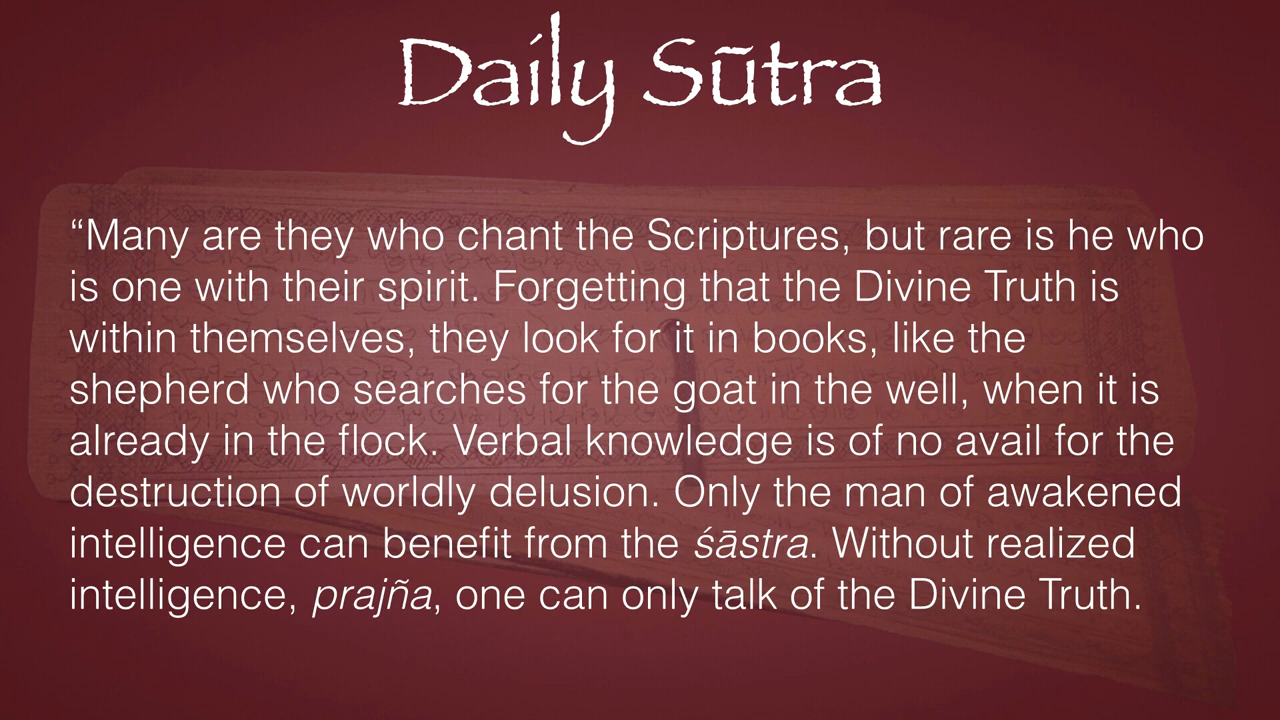 Daily Sūtra
“Many are they who chant the Scriptures, but rare is he who
is one with their spirit. Forgetting that the Divine Truth is
within themselves, they look for it in books, like the
shepherd who searches for the goat in the well, when it is
already in the flock. Verbal knowledge is of no avail for the
destruction of worldly delusion. Only the man of awakened
intelligence can benefit from the śāstra. Without realized
intelligence, prajña, one can only talk of the Divine Truth.